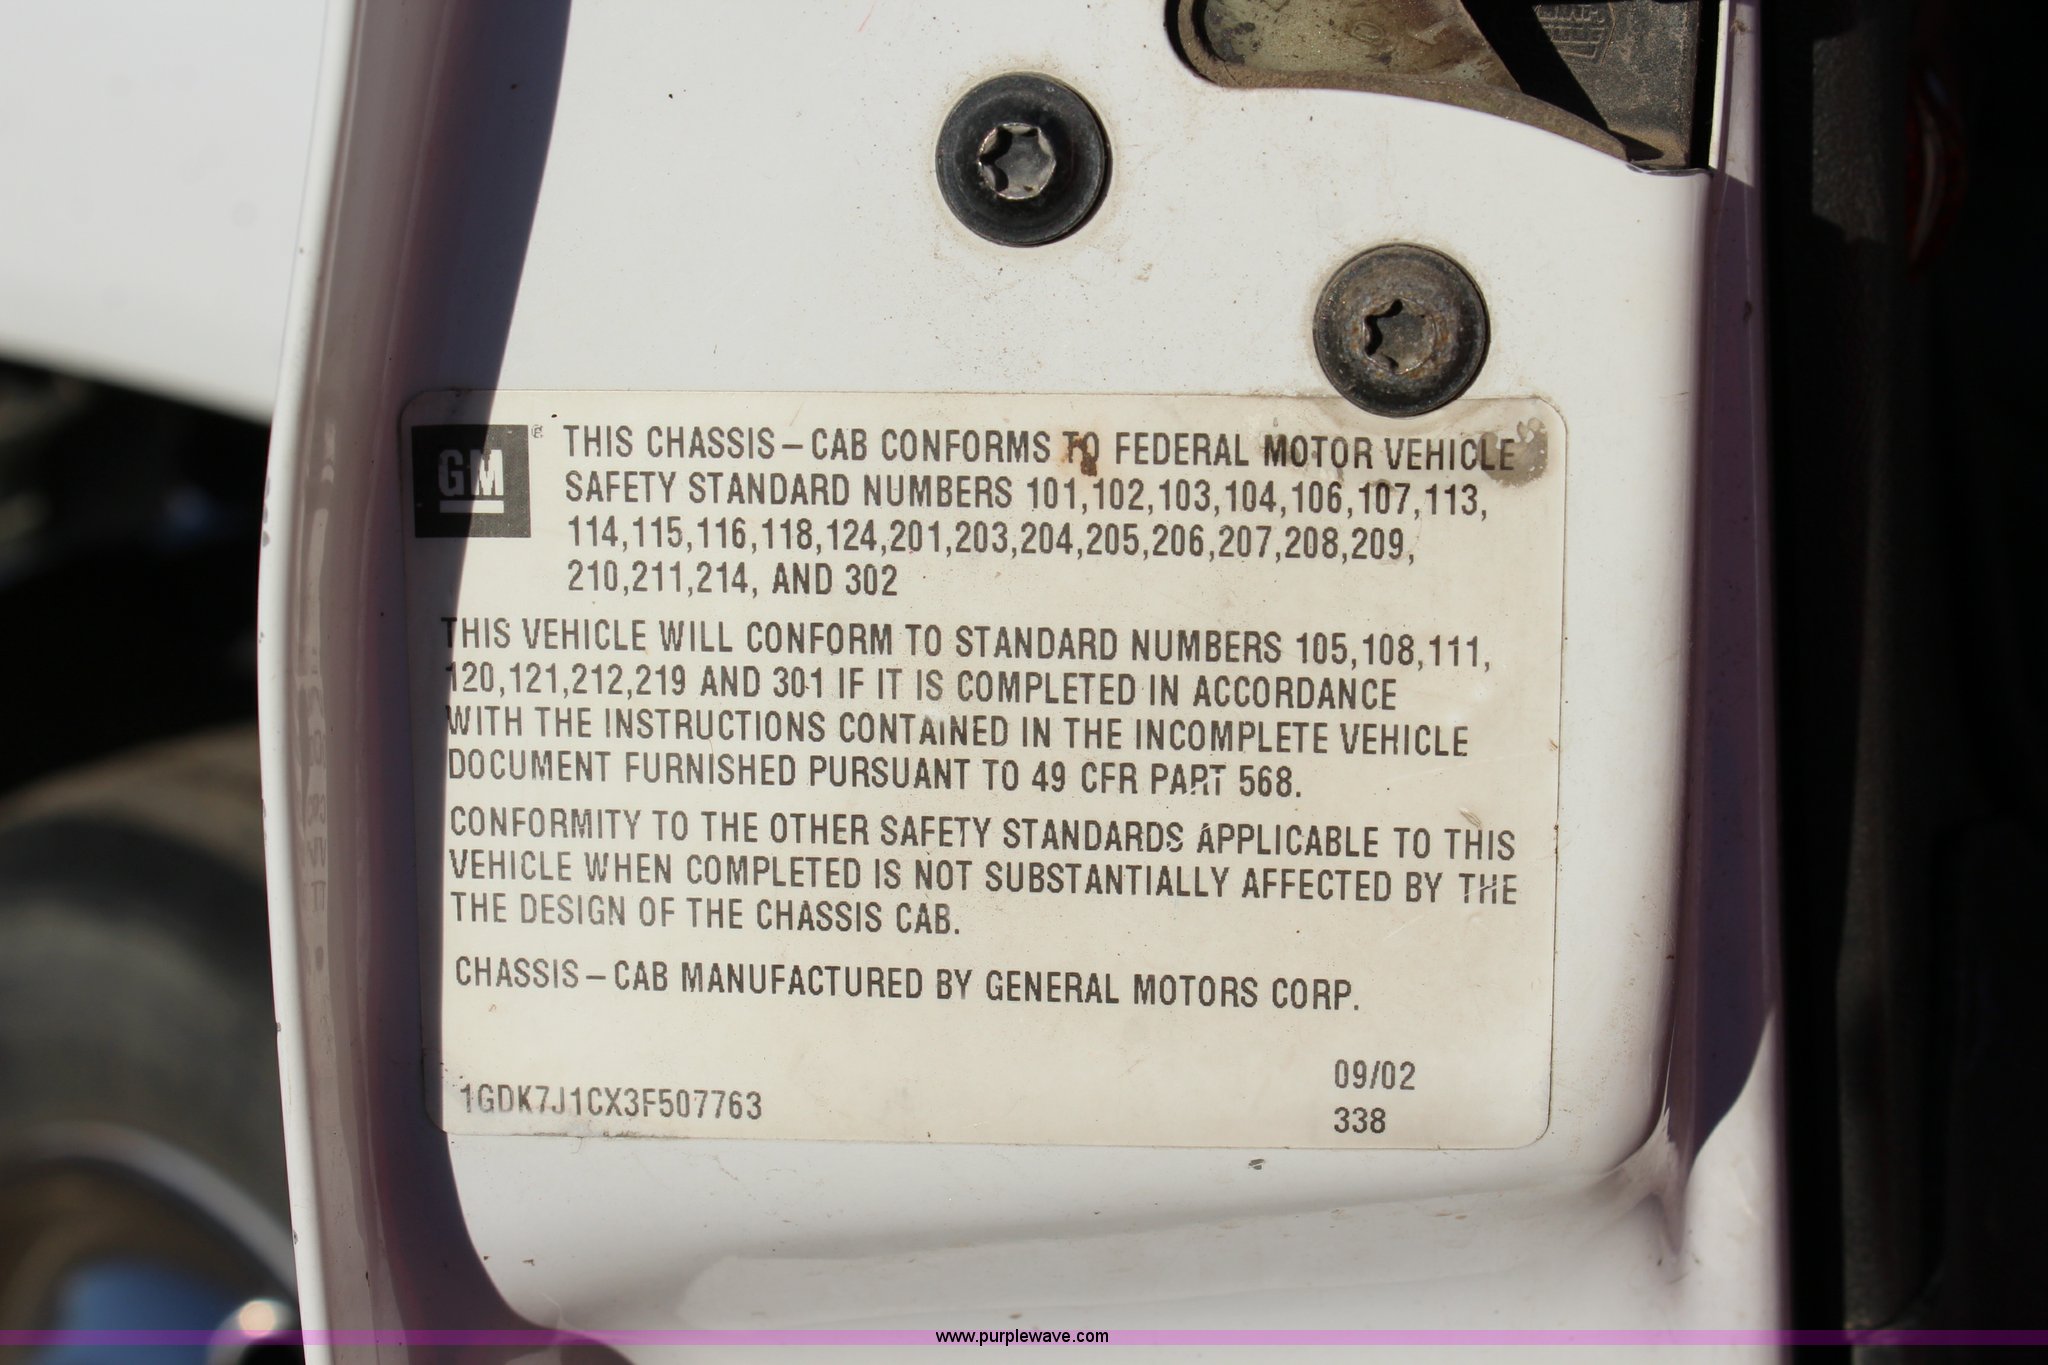 GM
®
THIS CHASSIS-CAB CONFORMS TO FEDERAL MOTOR VEHICLE
SAFETY STANDARD NUMBERS 101,102,103,104,106,107,113,
114,115,116,118,124,201,203,204,205,206,207,208,209,
210,211,214, AND 302
THIS VEHICLE WILL CONFORM TO STANDARD NUMBERS 105,108,111,
120,121,212,219 AND 301 IF IT IS COMPLETED IN ACCORDANCE
WITH THE INSTRUCTIONS CONTAINED IN THE INCOMPLETE VEHICLE
DOCUMENT FURNISHED PURSUANT TO 49 CFR PART 568.
CONFORMITY TO THE OTHER SAFETY STANDARDS APPLICABLE TO THIS
VEHICLE WHEN COMPLETED IS NOT SUBSTANTIALLY AFFECTED BY THE
THE DESIGN OF THE CHASSIS CAB.
CHASSIS-CAB MANUFACTURED BY GENERAL MOTORS CORP.
1GDK7J1CX3F507763
09/02
338
www.purplewave.com